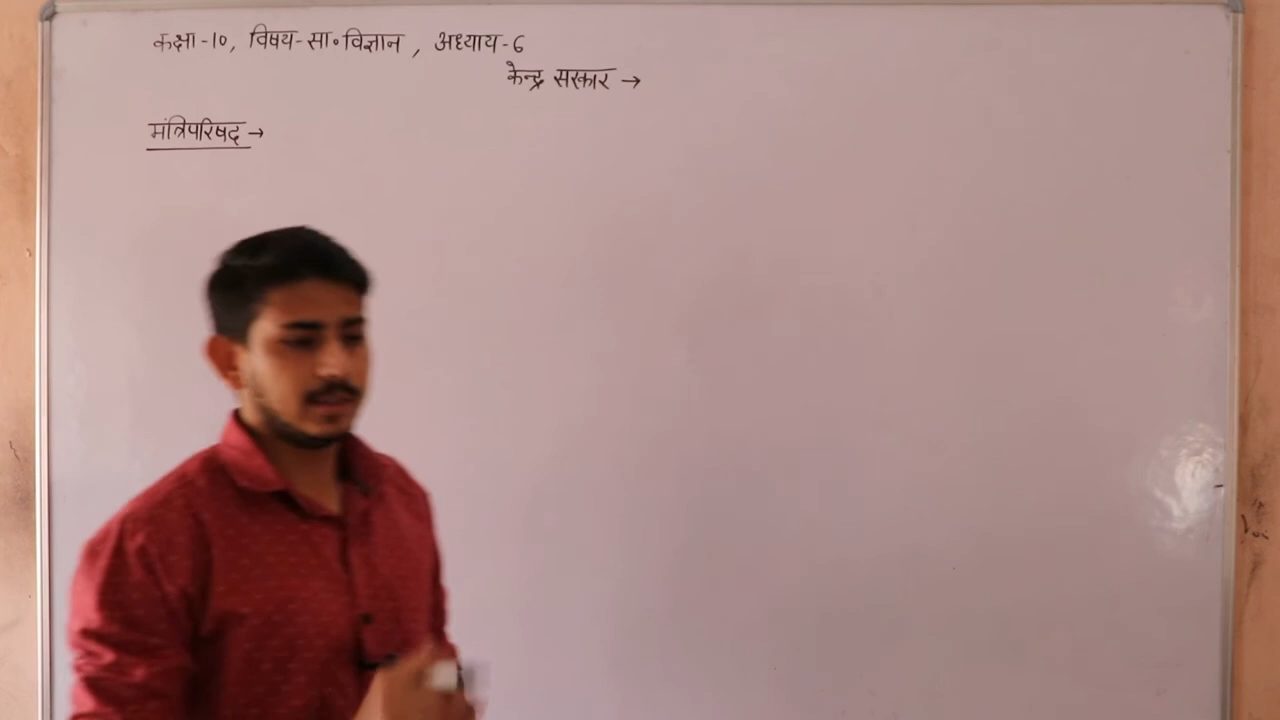 कक्षा-10, विषय-सा॰विज्ञान, अध्याय-6
केन्द्र सरकार →
मंत्रिपरिषद →